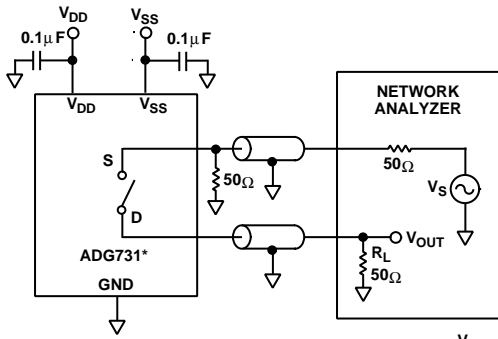 VDD
VSS
0.1μF
0.1μF
VDD
VSS
NETWORK
ANALYZER
S
50Ω
50Ω
VS
D
VOUT
ADG731*
RL
50Ω
GND
V